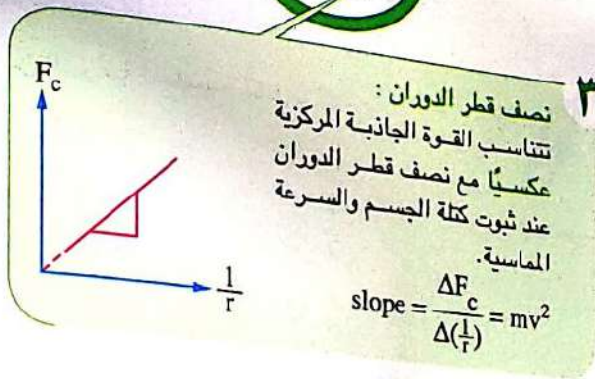 ٣
نصف قطر الدوران :
تتناسب القوة الجاذبة المركزية
عكسيًا مع نصف قطر الدوران
عند ثبوت كتلة الجسم والسرعة
المماسية.
slope = ΔF_c / Δ(1/r) = mv²
F_c
1/r